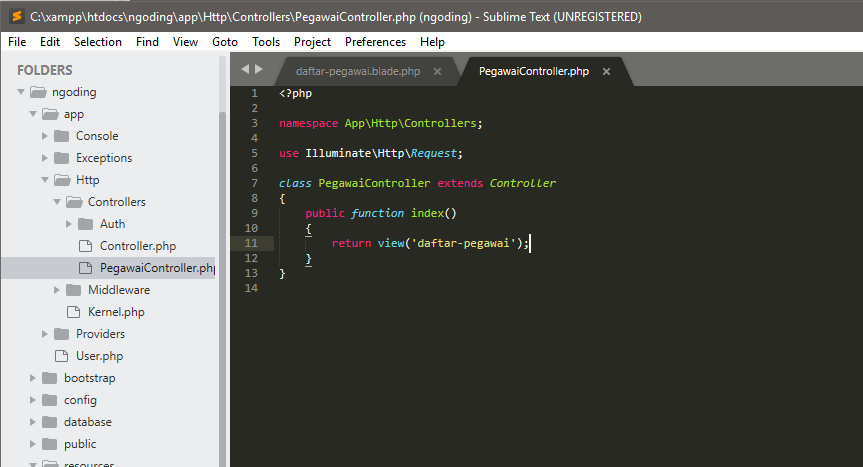 C:\xampp\htdocs\ngoding\app\Http\Controllers\PegawaiController.php (ngoding) - Sublime Text (UNREGISTERED)
File Edit Selection Find View Goto Tools Project Preferences Help
FOLDERS
ngoding
app
Console
Exceptions
Http
Controllers
Auth
Controller.php
PegawaiController.php
Middleware
Kernel.php
Providers
User.php
bootstrap
config
database
public
resources
daftar-pegawai.blade.php × PegawaiController.php ×
1 <?php
2
3 namespace App\Http\Controllers;
4
5 use Illuminate\Http\Request;
6
7 class PegawaiController extends Controller
8 {
9 public function index()
10 {
11 return view('daftar-pegawai');
12 }
13 }
14